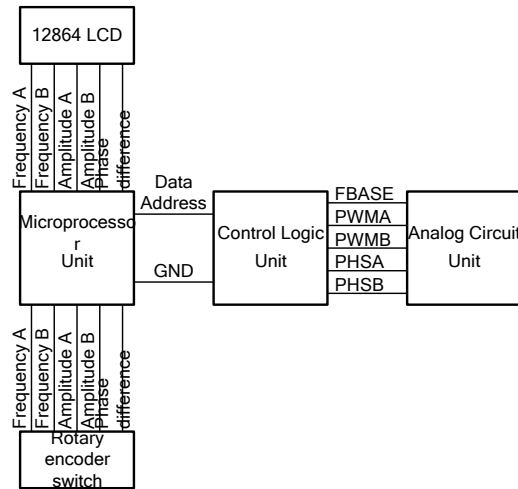 12864 LCD
Frequency A
Frequency B
Amplitude A
Amplitude B
Phase
difference
Microprocesso
r
Unit
Data
Address
GND
Control Logic
Unit
FBASE
PWMA
PWMB
PHSA
PHSB
Analog Circuit
Unit
Frequency A
Frequency B
Amplitude A
Amplitude B
Phase
difference
Rotary
encoder
switch